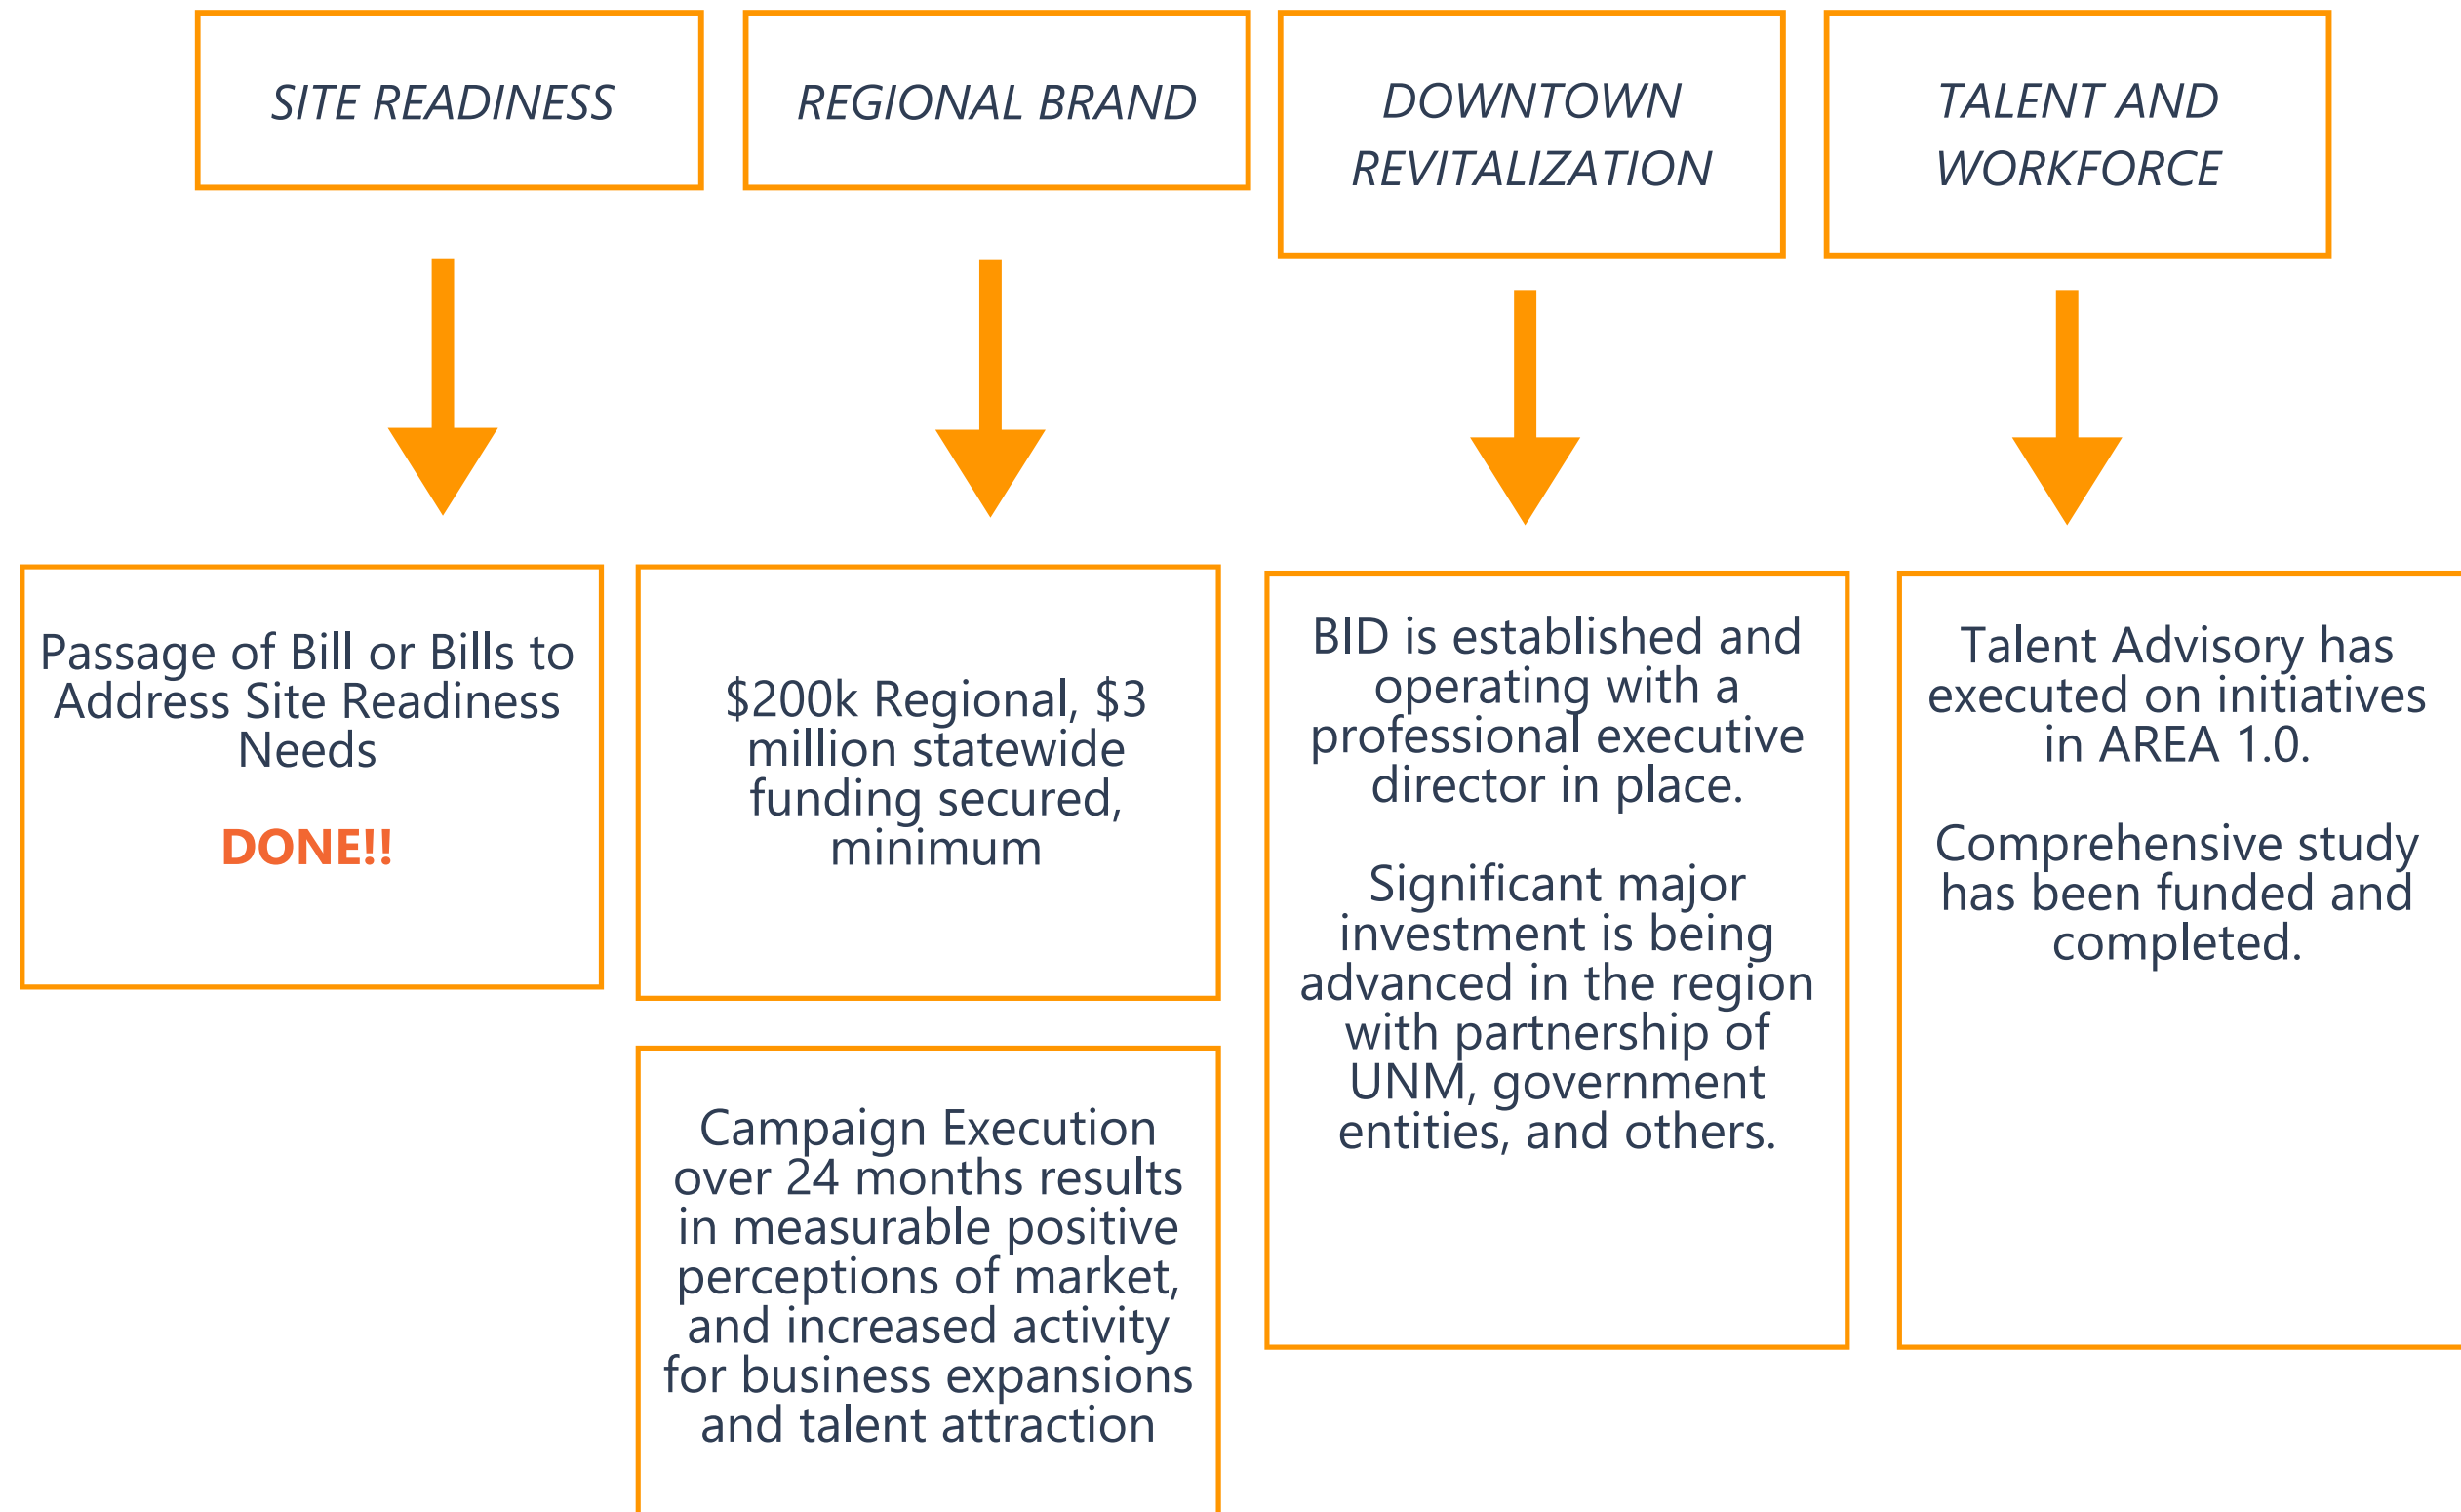 SITE READINESS
REGIONAL BRAND
DOWNTOWN
REVITALIZATION
TALENT AND
WORKFORCE
Passage of Bill or Bills to
Address Site Readiness
Needs
DONE!!
$200k Regional, $3
million statewide
funding secured,
minimum
Campaign Execution
over 24 months results
in measurable positive
perceptions of market,
and increased activity
for business expansions
and talent attraction
BID is established and
operating with a
professional executive
director in place.
Significant major
investment is being
advanced in the region
with partnership of
UNM, government
entities, and others.
Talent Advisory has
executed on initiatives
in AREA 1.0.
Comprehensive study
has been funded and
completed.